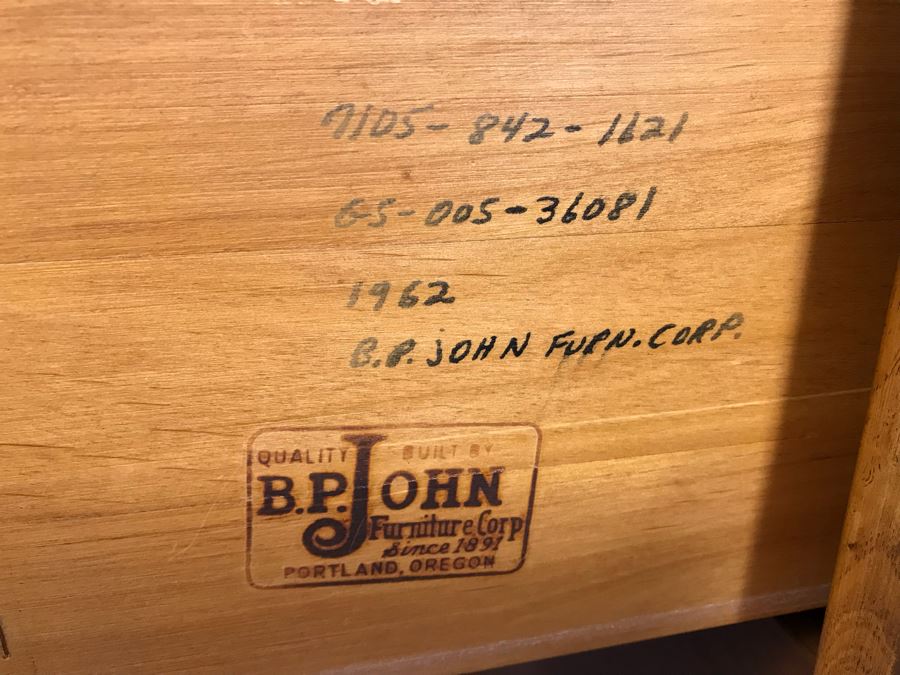 7105-842-1621
GS-005-36081
1962
B.P. JOHN FURN. CORP.
QUALITY BUILT BY
B.P. JOHN
Furniture Corp
Since 1891
PORTLAND, OREGON